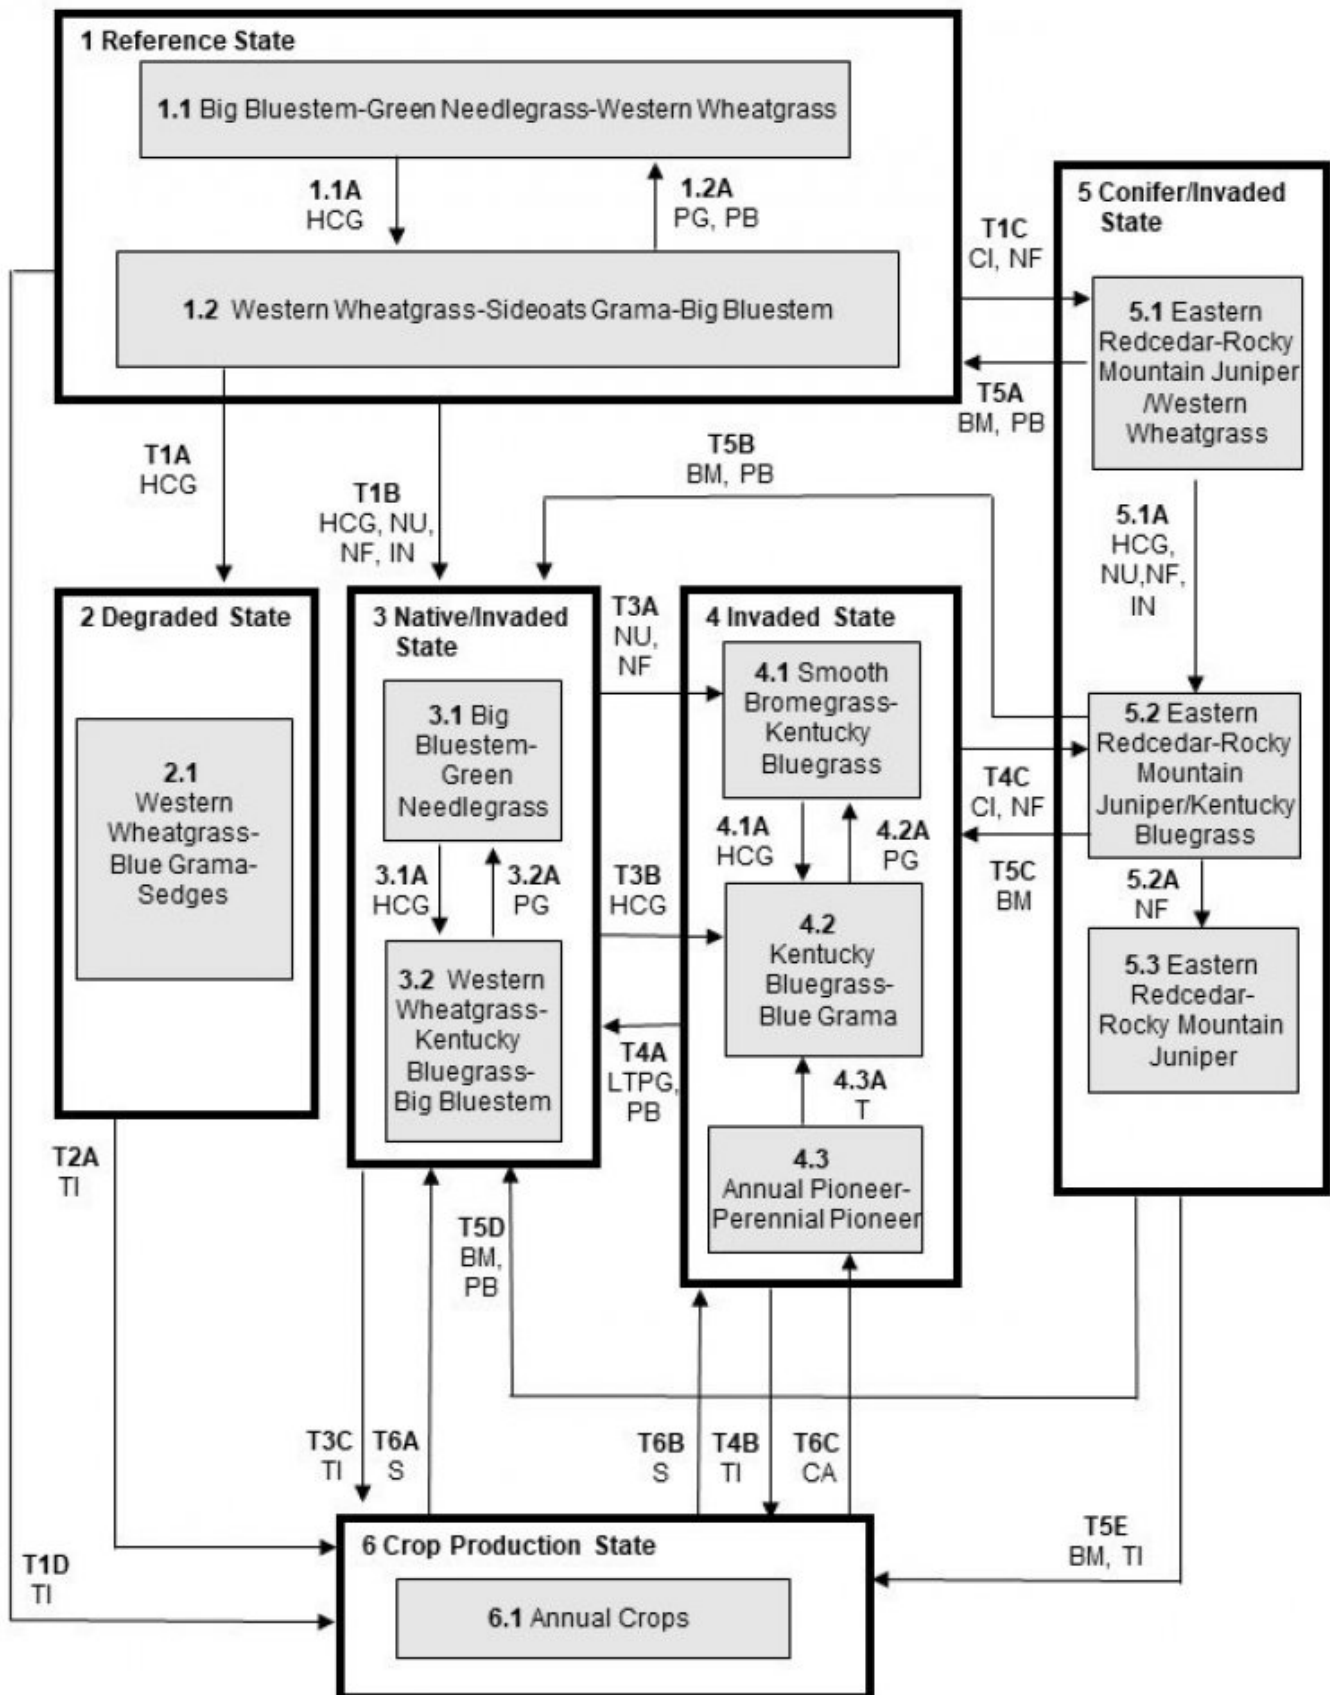 1 Reference State
1.1 Big Bluestem-Green Needlegrass-Western Wheatgrass
1.1A
HCG
1.2A
PG, PB
1.2 Western Wheatgrass-Sideoats Grama-Big Bluestem
T1C
CI, NF
T5A
BM, PB
5 Conifer/Invaded
State
5.1 Eastern
Redcedar-Rocky
Mountain Juniper
/Western
Wheatgrass
T1A
HCG
T1B
HCG, NU,
NF, IN
T5B
BM, PB
5.1A
HCG,
NU,NF,
IN
2 Degraded State
2.1
Western
Wheatgrass-
Blue Grama-
Sedges
3 Native/Invaded
State
3.1 Big
Bluestem-
Green
Needlegrass
3.1A
HCG
3.2A
PG
3.2 Western
Wheatgrass-
Kentucky
Bluegrass-
Big Bluestem
T3A
NU,
NF
T3B
HCG
T4A
LTPG,
PB
4 Invaded State
4.1 Smooth
Bromegrass-
Kentucky
Bluegrass
4.1A
HCG
4.2A
PG
4.2
Kentucky
Bluegrass-
Blue Grama
4.3A
T
4.3
Annual Pioneer-
Perennial Pioneer
T4C
CI, NF
T5C
BM
5.2 Eastern
Redcedar-Rocky
Mountain
Juniper/Kentucky
Bluegrass
5.2A
NF
5.3 Eastern
Redcedar-
Rocky Mountain
Juniper
T2A
TI
T5D
BM,
PB
T3C
TI
T6A
S
T6B
S
T4B
TI
T6C
CA
T5E
BM, TI
T1D
TI
6 Crop Production State
6.1 Annual Crops